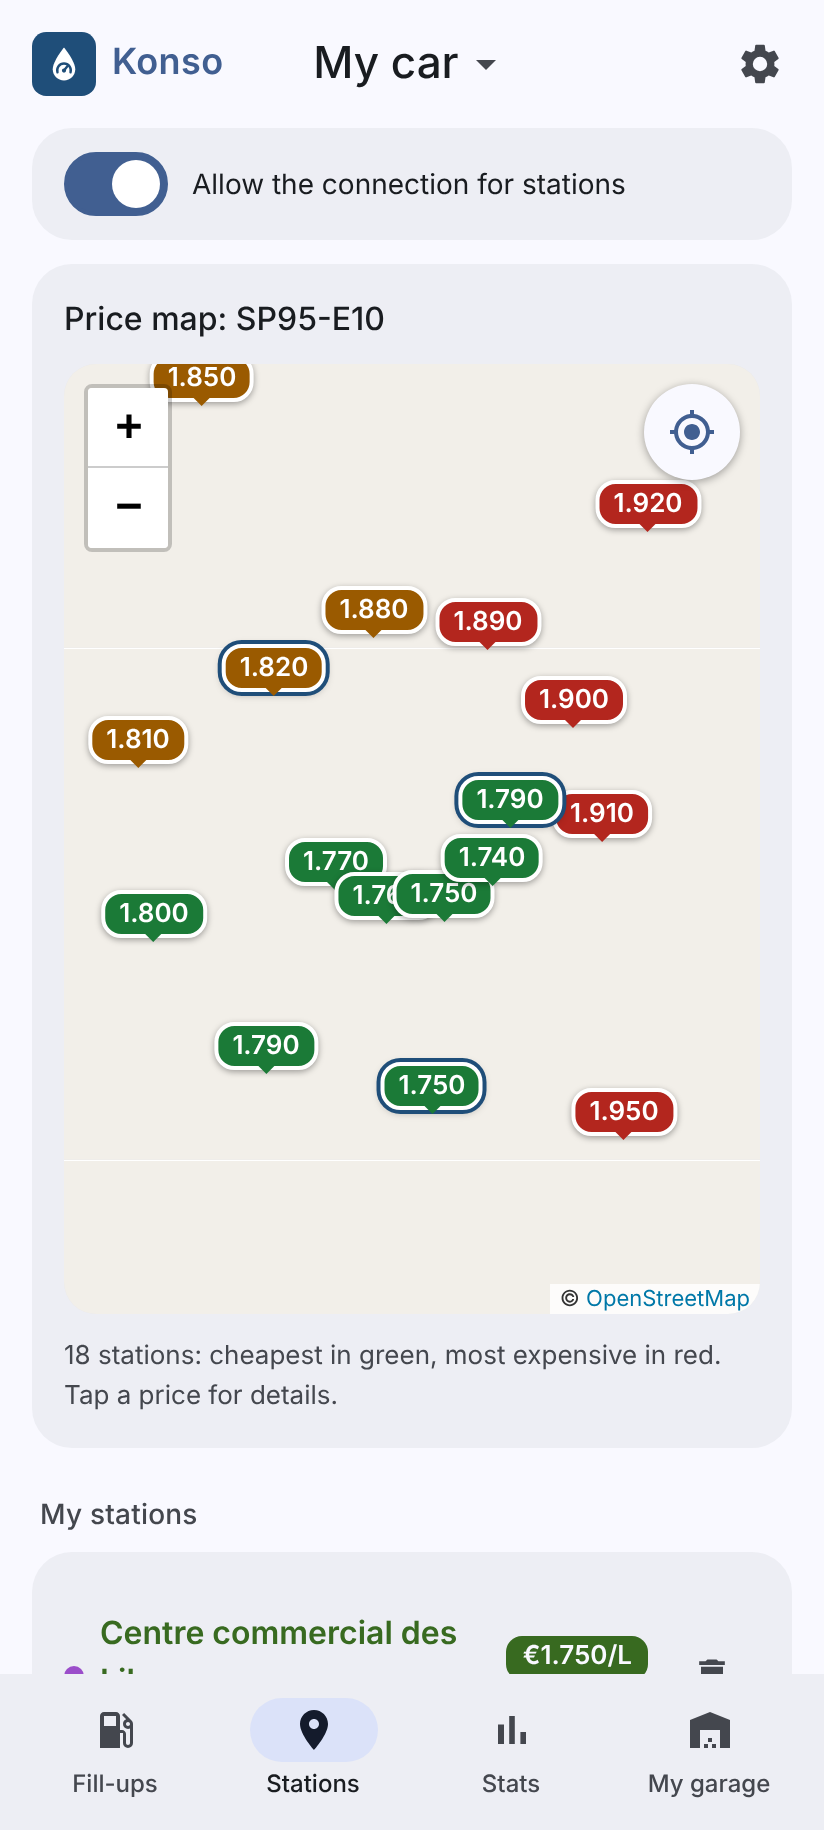 Konso
My car
Allow the connection for stations
Price map: SP95-E10
1.850
+
−
1.920
1.880
1.890
1.820
1.900
1.810
1.790
1.910
1.770
1.740
1.750
1.800
1.790
1.750
1.950
© OpenStreetMap
18 stations: cheapest in green, most expensive in red.
Tap a price for details.
My stations
Centre commercial des
€1.750/L
Fill-ups
Stations
Stats
My garage